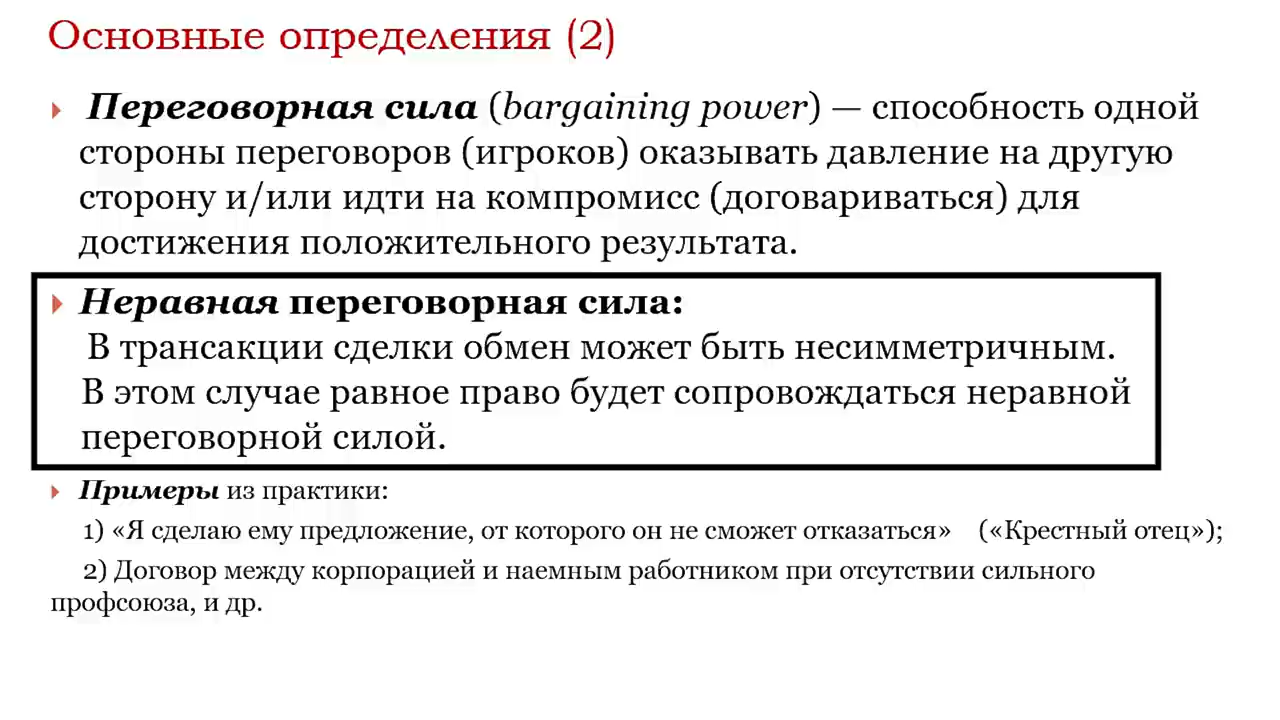 Основные определения (2)
Переговорная сила (bargaining power) — способность одной
стороны переговоров (игроков) оказывать давление на другую
сторону и/или идти на компромисс (договариваться) для
достижения положительного результата.
Неравная переговорная сила:
В трансакции сделки обмен может быть несимметричным.
В этом случае равное право будет сопровождаться неравной
переговорной силой.
Примеры из практики:
1) «Я сделаю ему предложение, от которого он не сможет отказаться» («Крестный отец»);
2) Договор между корпорацией и наемным работником при отсутствии сильного
профсоюза, и др.